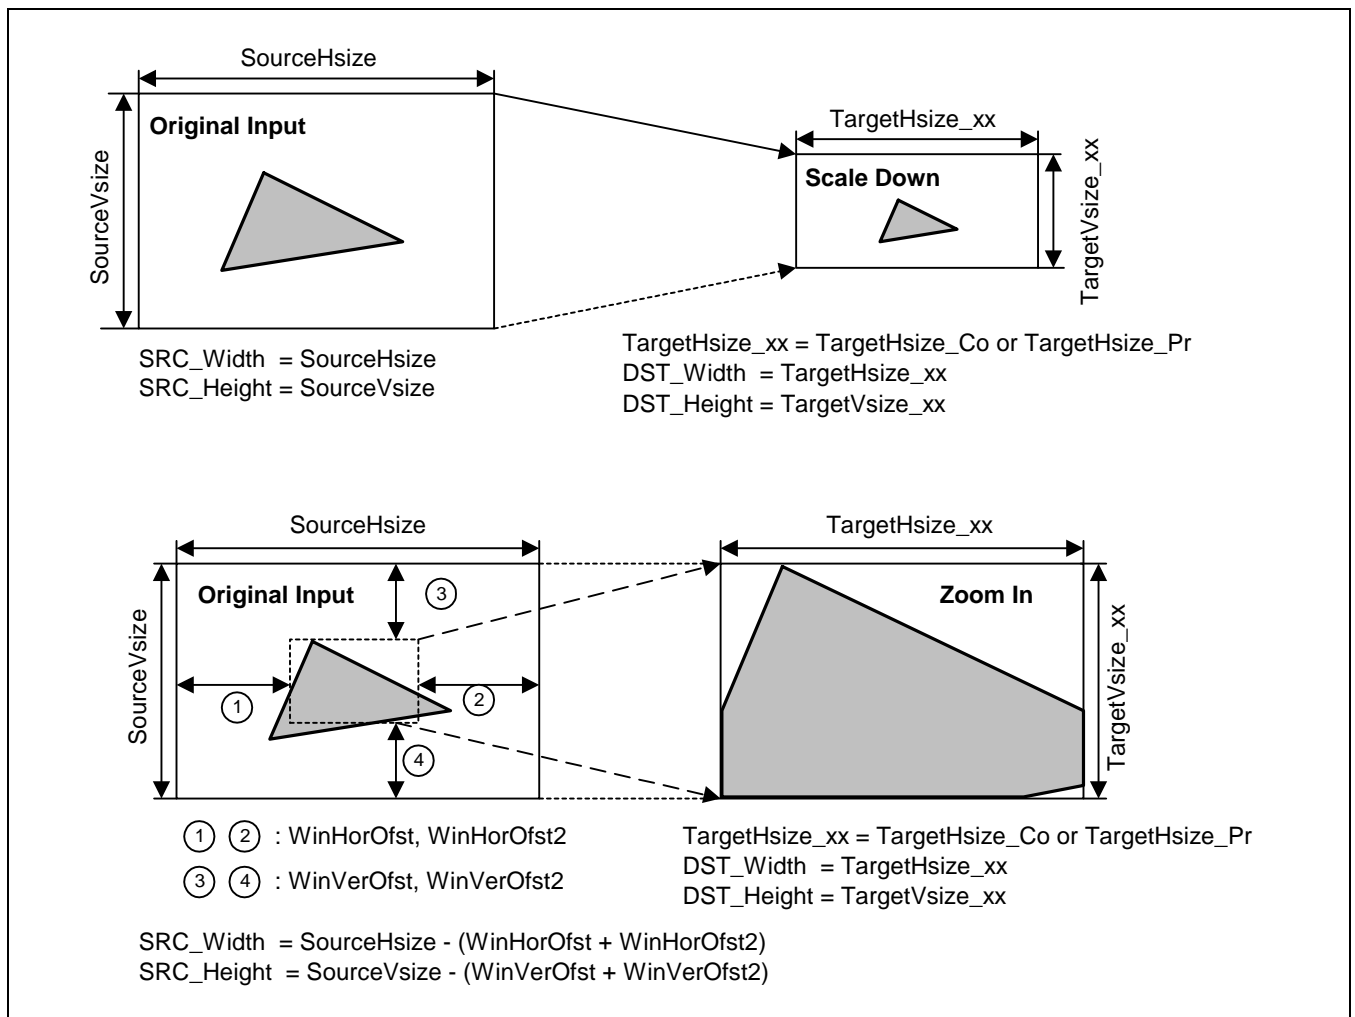 SourceHsize
SourceVsize
Original Input
TargetHsize_xx
TargetVsize_xx
Scale Down
SRC_Width = SourceHsize
SRC_Height = SourceVsize
TargetHsize_xx = TargetHsize_Co or TargetHsize_Pr
DST_Width = TargetHsize_xx
DST_Height = TargetVsize_xx
SourceHsize
SourceVsize
Original Input
3
1
2
4
TargetHsize_xx
TargetVsize_xx
Zoom In
1 2 : WinHorOfst, WinHorOfst2
3 4 : WinVerOfst, WinVerOfst2
SRC_Width = SourceHsize - (WinHorOfst + WinHorOfst2)
SRC_Height = SourceVsize - (WinVerOfst + WinVerOfst2)
TargetHsize_xx = TargetHsize_Co or TargetHsize_Pr
DST_Width = TargetHsize_xx
DST_Height = TargetVsize_xx